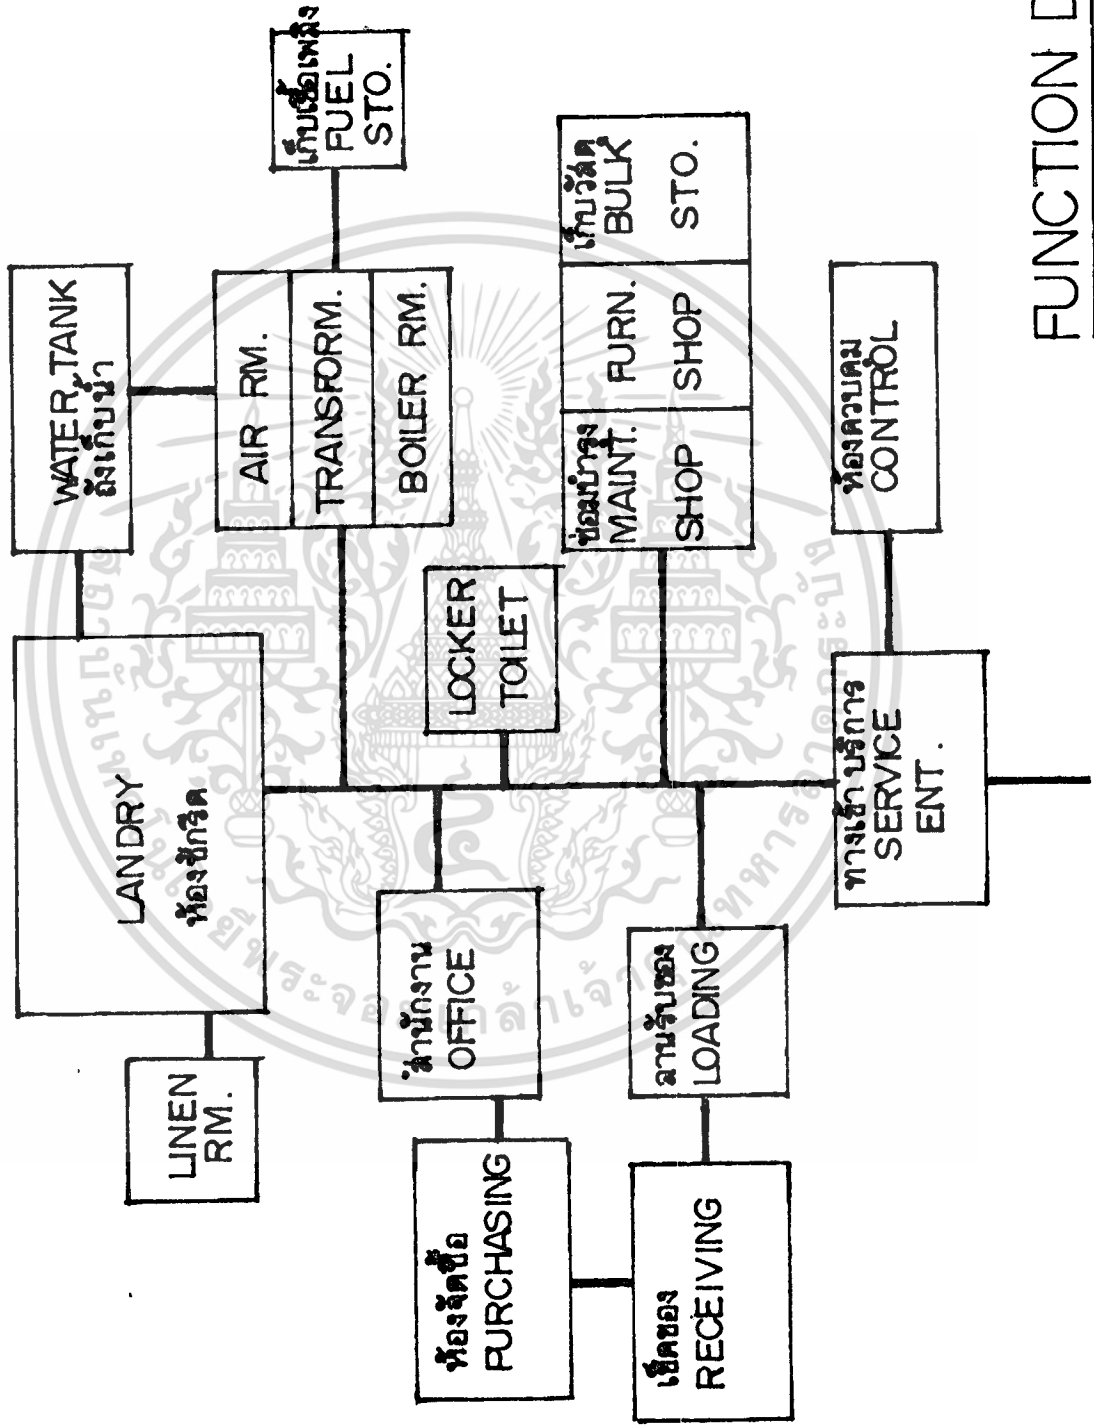 LINEN
RM.
LANDRY
ห้องซักรีด
WATER TANK
ถังเก็บน้ำ
ห้องจัดซื้อ
PURCHASING
สำนักงาน
OFFICE
LOCKER
TOILET
AIR RM.
TRANSFORM.
BOILER RM.
เก็บเชื้อเพลิง
FUEL
STO.
เช็คของ
RECEIVING
ลานรับของ
LOADING
ซ่อมบำรุง
MAINT.
SHOP
FURN.
SHOP
เก็บวัสดุ
BULK
STO.
ทางเข้าบริการ
SERVICE
ENT.
ห้องควบคุม
CONTROL
FUNCTION D